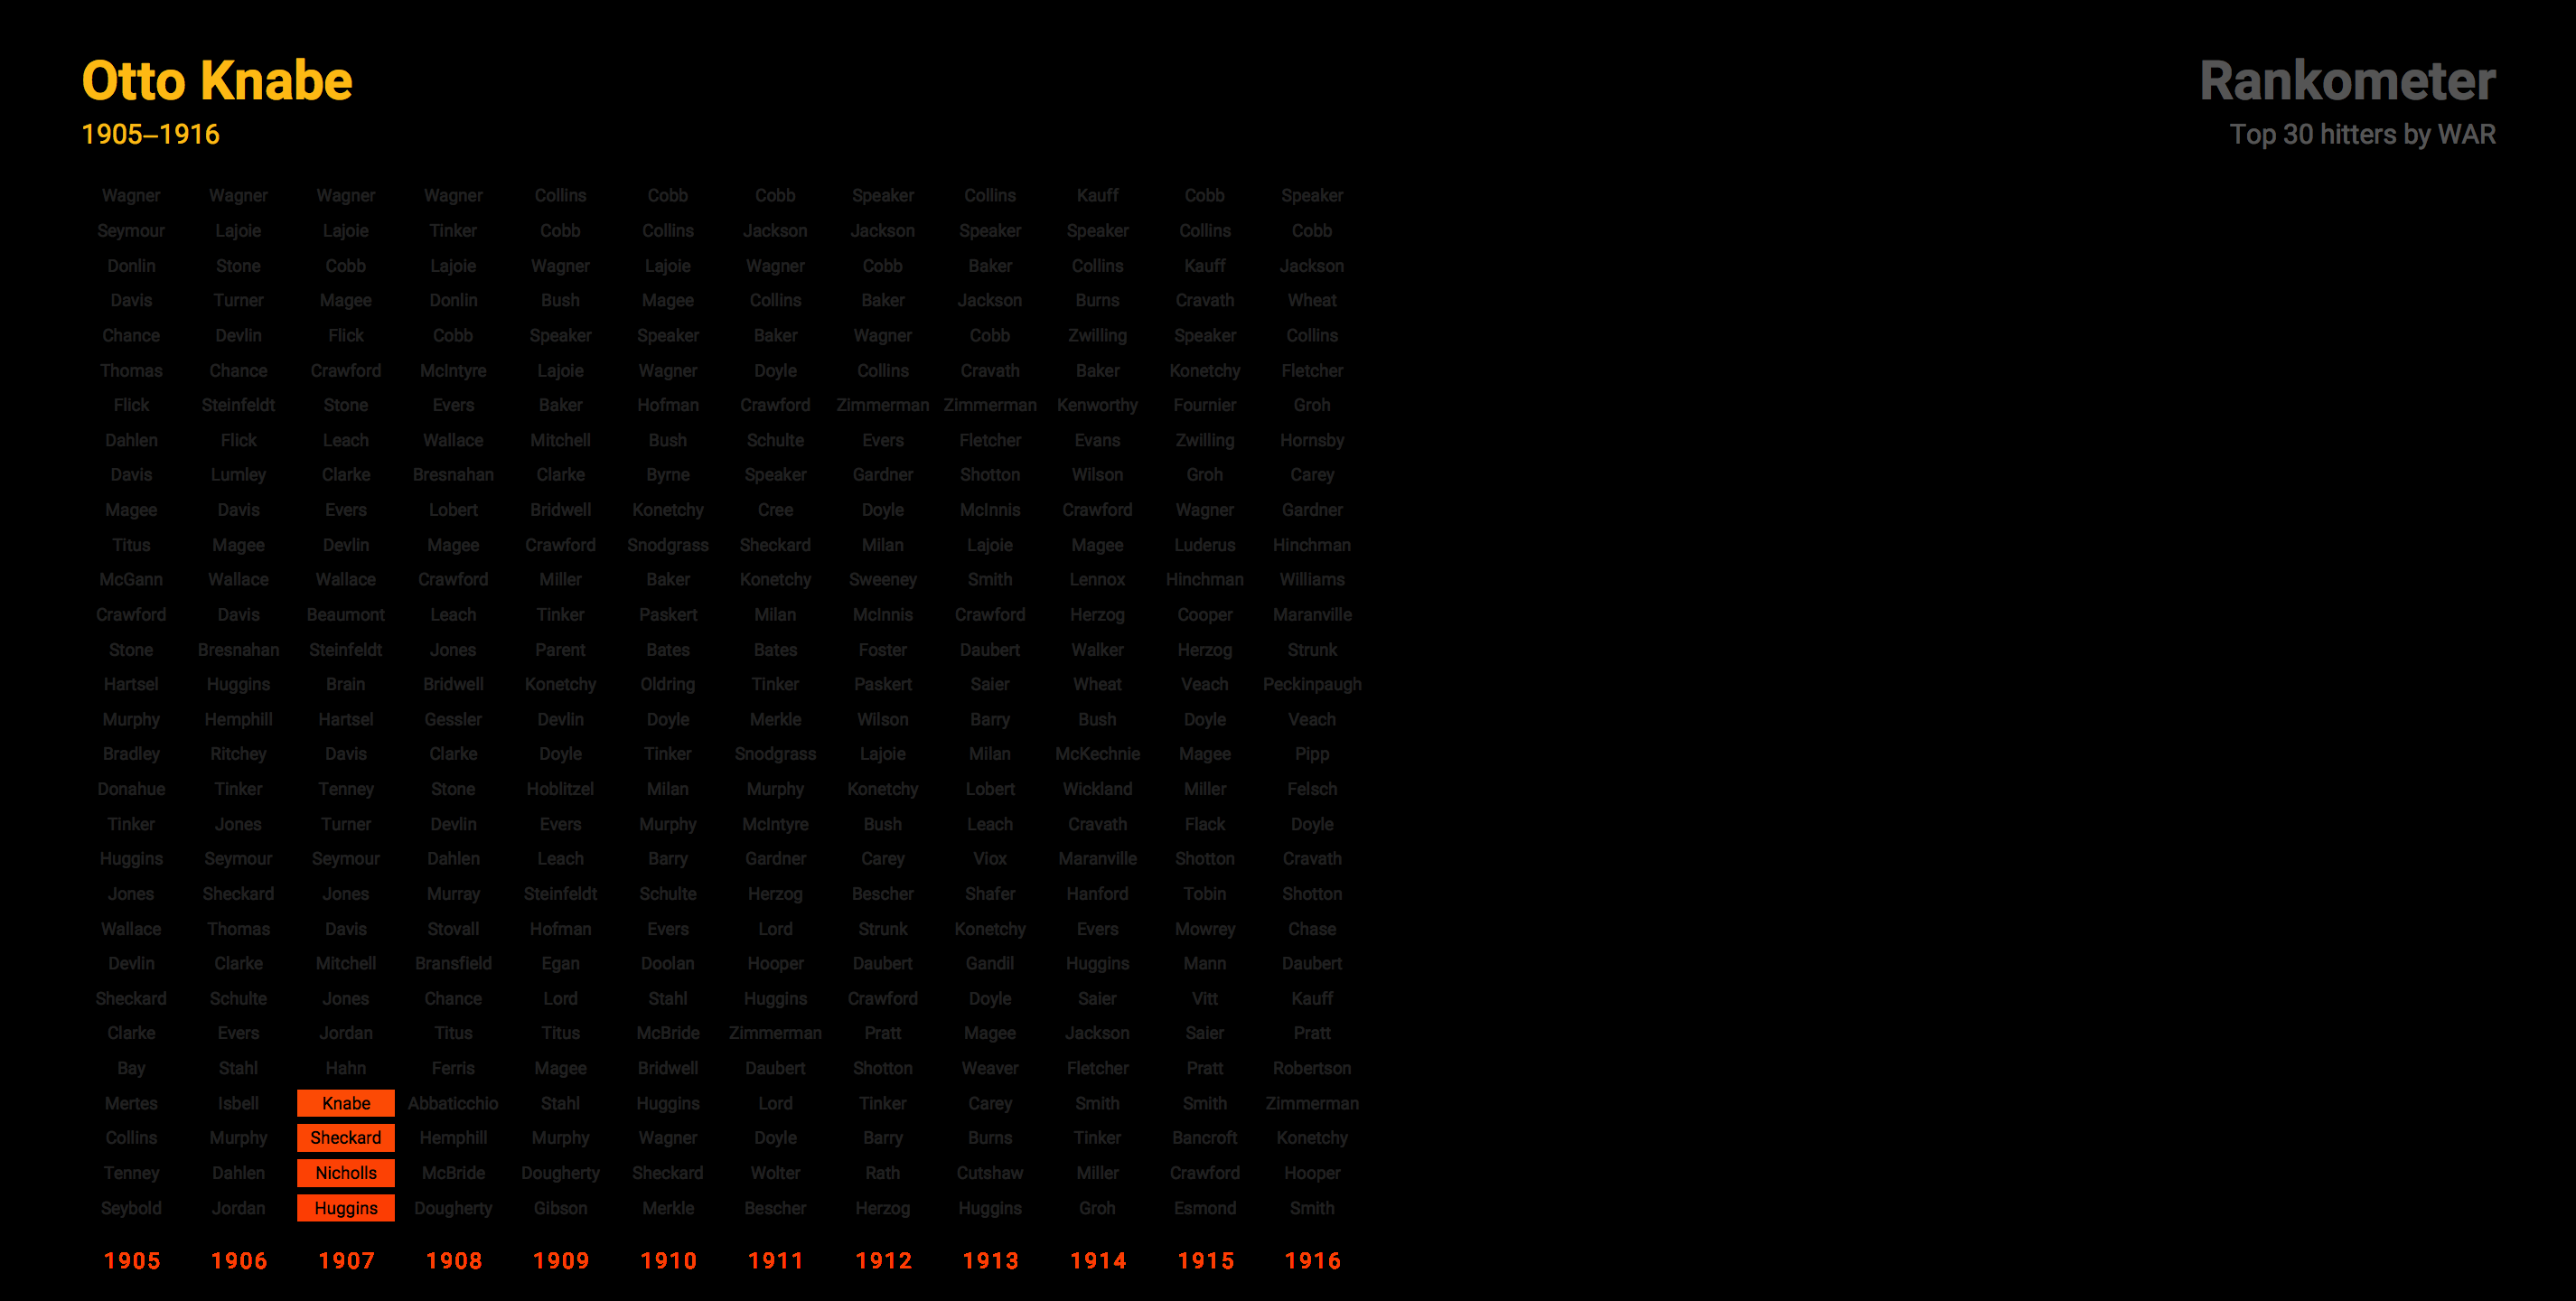 Otto Knabe
1905–1916
Rankometer
Top 30 hitters by WAR
Wagner Wagner Wagner Wagner Collins Cobb Cobb Speaker Collins Kauff Cobb Speaker
Seymour Lajoie Lajoie Tinker Cobb Collins Jackson Jackson Speaker Speaker Collins Cobb
Donlin Stone Cobb Lajoie Wagner Lajoie Wagner Cobb Baker Collins Kauff Jackson
Davis Turner Magee Donlin Bush Magee Collins Baker Jackson Burns Cravath Wheat
Chance Devlin Flick Cobb Speaker Speaker Baker Wagner Cobb Zwilling Speaker Collins
Thomas Chance Crawford McIntyre Lajoie Wagner Doyle Collins Cravath Baker Konetchy Fletcher
Flick Steinfeldt Stone Evers Baker Hofman Crawford Zimmerman Zimmerman Kenworthy Fournier Groh
Dahlen Flick Leach Wallace Mitchell Bush Schulte Evers Fletcher Evans Zwilling Hornsby
Davis Lumley Clarke Bresnahan Clarke Byrne Speaker Gardner Shotton Wilson Groh Carey
Magee Davis Evers Lobert Bridwell Konetchy Cree Doyle McInnis Crawford Wagner Gardner
Titus Magee Devlin Magee Crawford Snodgrass Sheckard Milan Lajoie Magee Luderus Hinchman
McGann Wallace Wallace Crawford Miller Baker Konetchy Sweeney Smith Lennox Hinchman Williams
Crawford Davis Beaumont Leach Tinker Paskert Milan McInnis Crawford Herzog Cooper Maranville
Stone Bresnahan Steinfeldt Jones Parent Bates Bates Foster Daubert Walker Herzog Strunk
Hartsel Huggins Brain Bridwell Konetchy Oldring Tinker Paskert Saier Wheat Veach Peckinpaugh
Murphy Hemphill Hartsel Gessler Devlin Doyle Merkle Wilson Barry Bush Doyle Veach
Bradley Ritchey Davis Clarke Doyle Tinker Snodgrass Lajoie Milan McKechnie Magee Pipp
Donahue Tinker Tenney Stone Hoblitzel Milan Murphy Konetchy Lobert Wickland Miller Felsch
Tinker Jones Turner Devlin Evers Murphy McIntyre Bush Leach Cravath Flack Doyle
Huggins Seymour Seymour Dahlen Leach Barry Gardner Carey Viox Maranville Shotton Cravath
Jones Sheckard Jones Murray Steinfeldt Schulte Herzog Bescher Shafer Hanford Tobin Shotton
Wallace Thomas Davis Stovall Hofman Evers Lord Strunk Konetchy Evers Mowrey Chase
Devlin Clarke Mitchell Bransfield Egan Doolan Hooper Daubert Gandil Huggins Mann Daubert
Sheckard Schulte Jones Chance Lord Stahl Huggins Crawford Doyle Saier Vitt Kauff
Clarke Evers Jordan Titus Titus McBride Zimmerman Pratt Magee Jackson Saier Pratt
Bay Stahl Hahn Ferris Magee Bridwell Daubert Shotton Weaver Fletcher Pratt Robertson
Mertes Isbell Knabe Abbaticchio Stahl Huggins Lord Tinker Carey Smith Smith Zimmerman
Collins Murphy Sheckard Hemphill Murphy Wagner Doyle Barry Burns Tinker Bancroft Konetchy
Tenney Dahlen Nicholls McBride Dougherty Sheckard Wolter Rath Cutshaw Miller Crawford Hooper
Seybold Jordan Huggins Dougherty Gibson Merkle Bescher Herzog Huggins Groh Esmond Smith
1905 1906 1907 1908 1909 1910 1911 1912 1913 1914 1915 1916